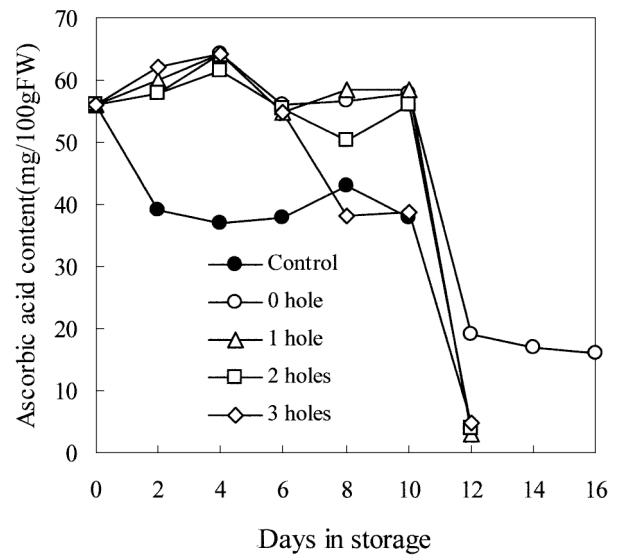 Ascorbic acid content(mg/100gFW)
70
60
50
40
30
20
10
0
Control
0 hole
1 hole
2 holes
3 holes
0 2 4 6 8 10 12 14 16
Days in storage